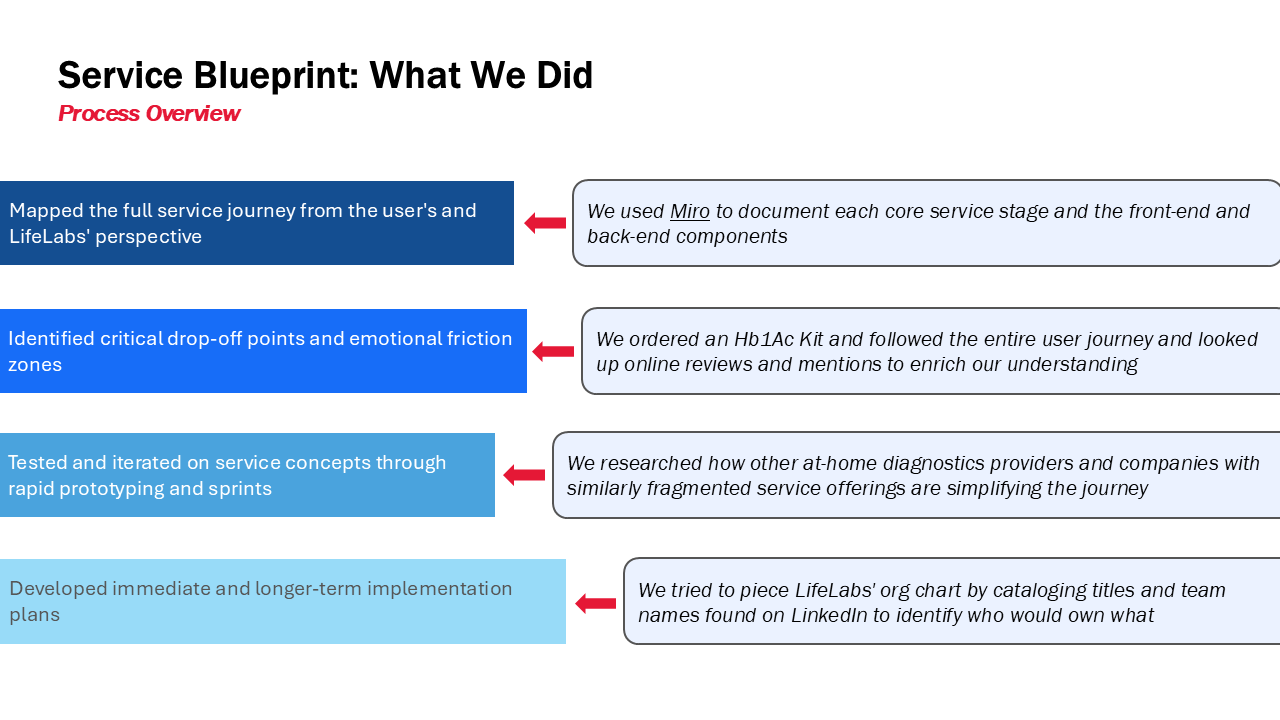 Service Blueprint: What We Did
Process Overview
Mapped the full service journey from the user's and
LifeLabs' perspective
We used Miro to document each core service stage and the front-end and
back-end components
Identified critical drop-off points and emotional friction
zones
We ordered an Hb1Ac Kit and followed the entire user journey and looked
up online reviews and mentions to enrich our understanding
Tested and iterated on service concepts through
rapid prototyping and sprints
We researched how other at-home diagnostics providers and companies with
similarly fragmented service offerings are simplifying the journey
Developed immediate and longer-term implementation
plans
We tried to piece LifeLabs' org chart by cataloging titles and team
names found on LinkedIn to identify who would own what